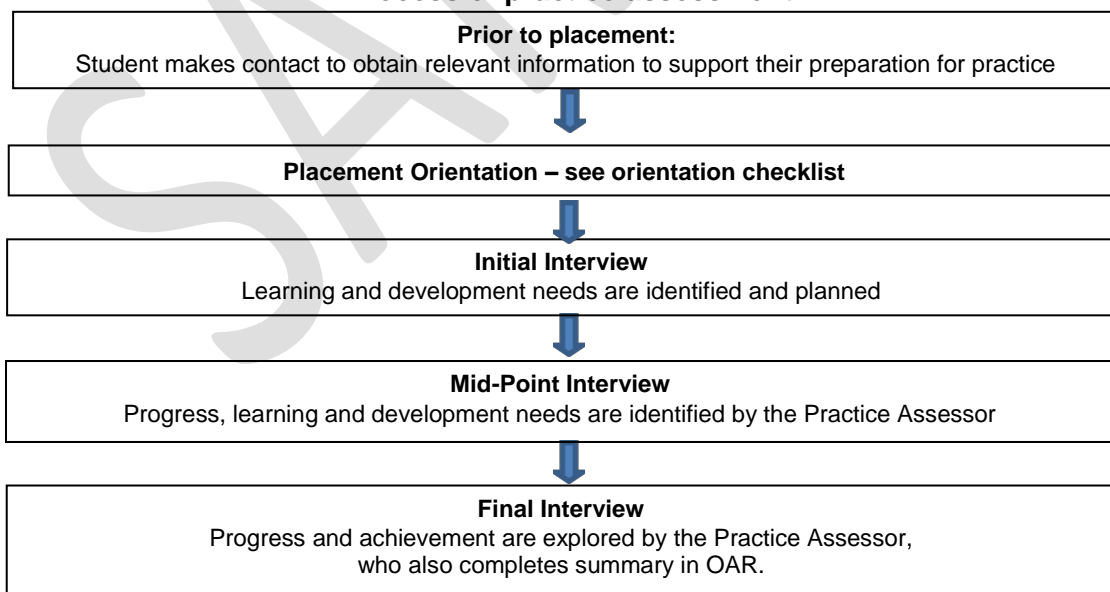 Prior to placement:
Student makes contact to obtain relevant information to support their preparation for practice
Placement Orientation – see orientation checklist
Initial Interview
Learning and development needs are identified and planned
Mid-Point Interview
Progress, learning and development needs are identified by the Practice Assessor
Final Interview
Progress and achievement are explored by the Practice Assessor,
who also completes summary in OAR.